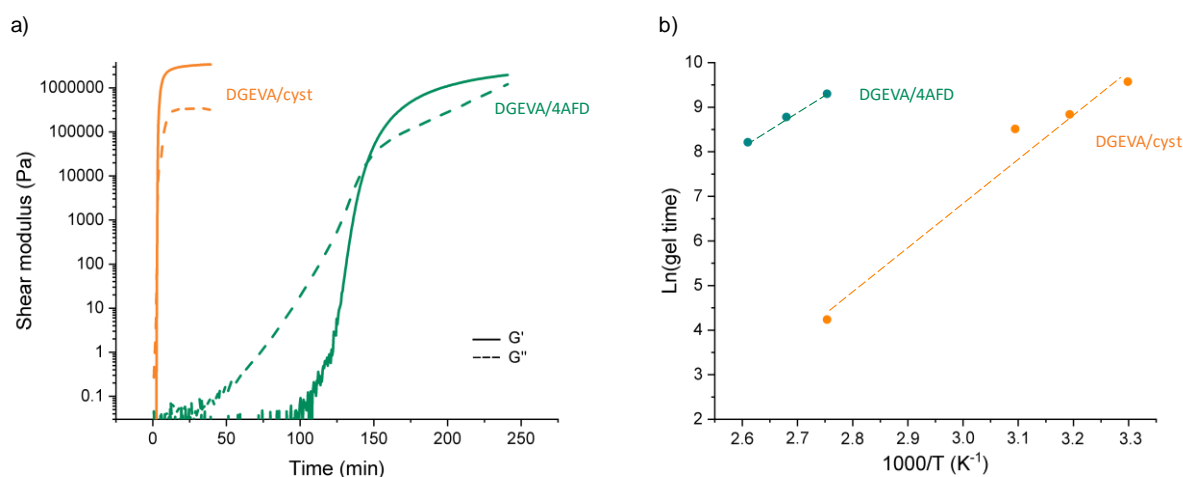 a)
Shear modulus (Pa)
1000000
100000
10000
1000
100
10
1
0.1
DGEVA/cyst
DGEVA/4AFD
G'
G"
0
50
100
150
200
250
Time (min)
b)
Ln(gel time)
10
9
8
7
6
5
4
3
2
DGEVA/4AFD
DGEVA/cyst
2.6
2.7
2.8
2.9
3.0
3.1
3.2
3.3
1000/T (K⁻¹)